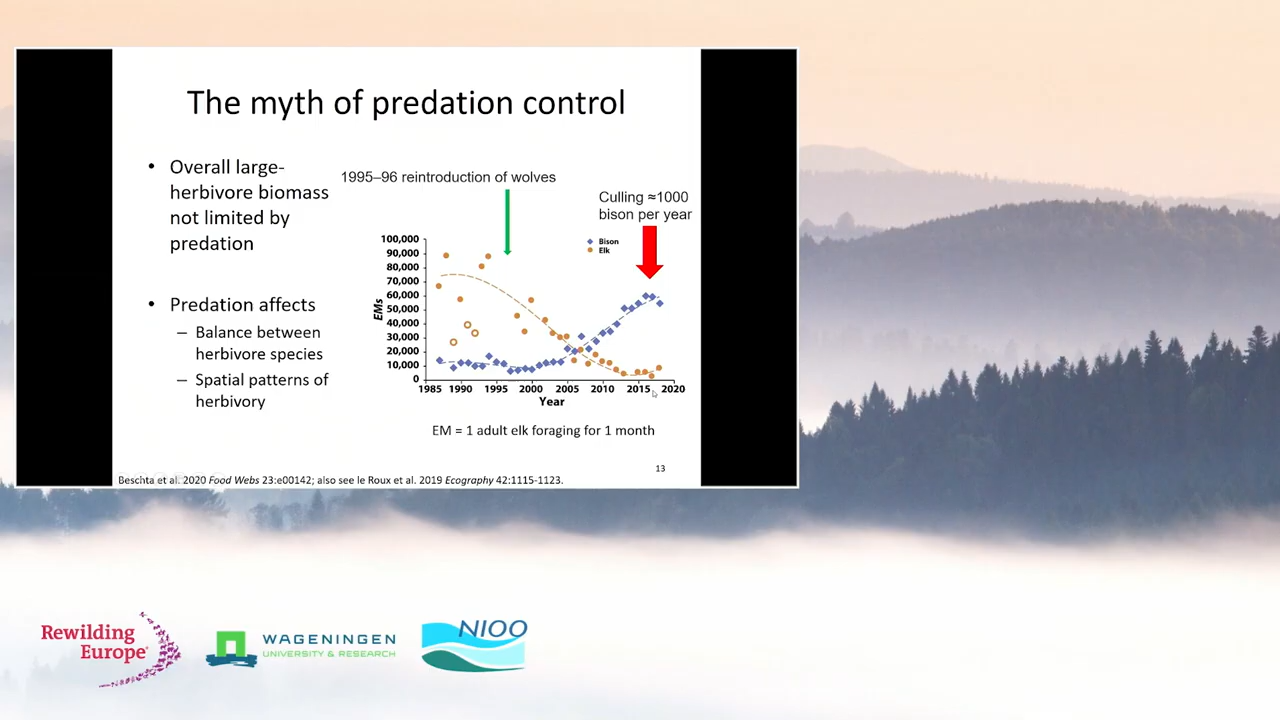 The myth of predation control
• Overall large-
herbivore biomass
not limited by
predation
• Predation affects
– Balance between
herbivore species
– Spatial patterns of
herbivory
1995–96 reintroduction of wolves
Culling ≈1000
bison per year
Bison
Elk
100,000
90,000
80,000
70,000
60,000
50,000
40,000
30,000
20,000
10,000
0
EMs
1985 1990 1995 2000 2005 2010 2015 2020
Year
EM = 1 adult elk foraging for 1 month
13
Beschta et al. 2020 Food Webs 23:e00142; also see le Roux et al. 2019 Ecography 42:1115-1123.
Rewilding
Europe
WAGENINGEN
UNIVERSITY & RESEARCH
NIOO